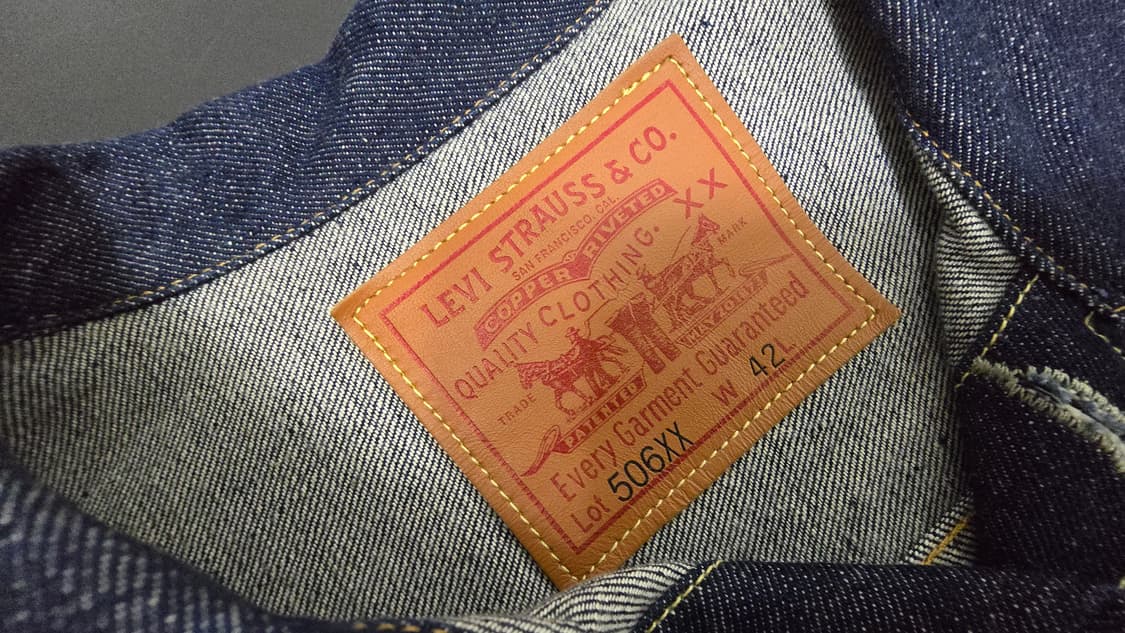 LEVI STRAUSS & CO.
SAN FRANCISCO, CAL.
COPPER RIVETED
XX
QUALITY CLOTHING.
TRADE MARK
PATENTED
Every Garment Guaranteed
Lot 506XX W 42